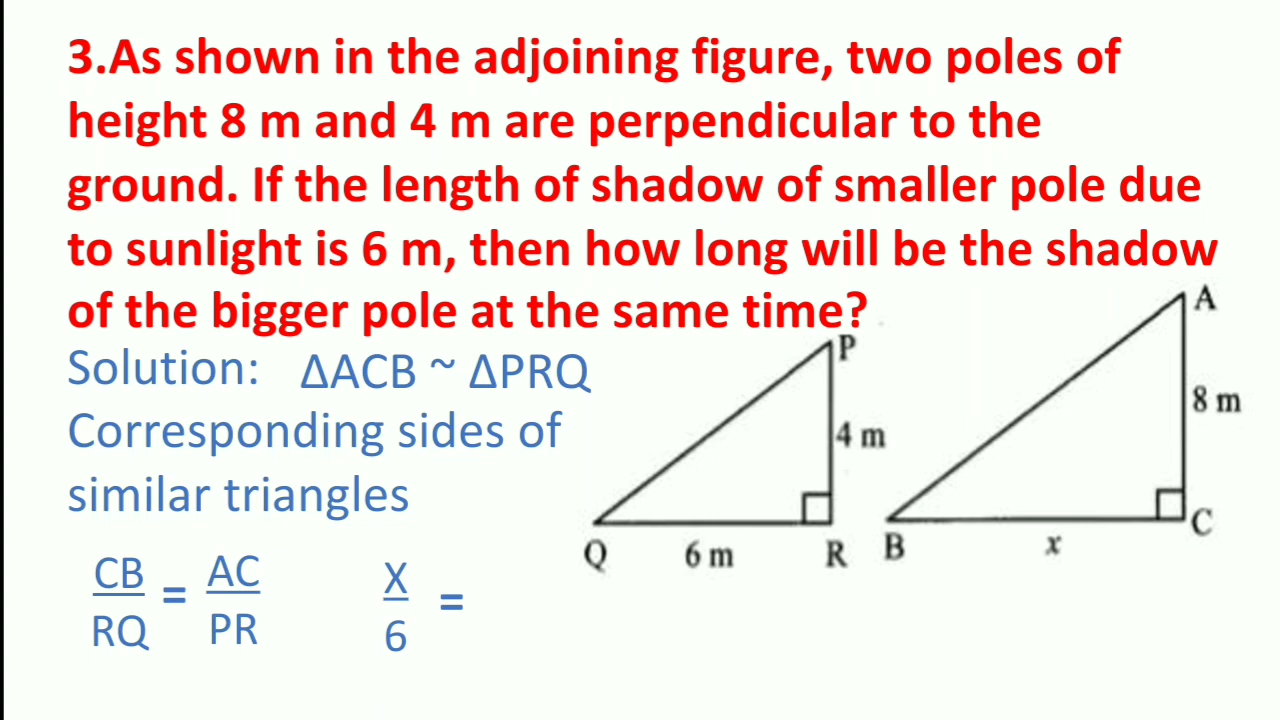 3.As shown in the adjoining figure, two poles of
height 8 m and 4 m are perpendicular to the
ground. If the length of shadow of smaller pole due
to sunlight is 6 m, then how long will be the shadow
of the bigger pole at the same time?
Solution: ΔACB ~ ΔPRQ
Corresponding sides of
similar triangles
CB = AC X =
RQ PR 6
P
4 m
Q 6 m R
A
8 m
B x C